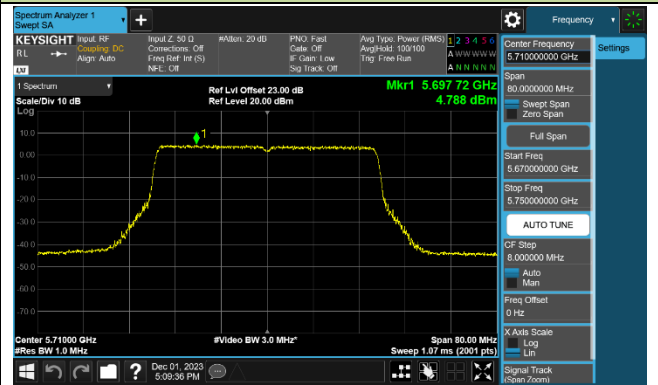 Spectrum Analyzer 1
Swept SA
Frequency
KEYSIGHT
RL
LXI
Input: RF
Coupling: DC
Align: Auto
Input Z: 50 Ω
Corrections: Off
Freq Ref: Int (S)
NFE: Off
#Atten: 20 dB
PNO: Fast
Gate: Off
IF Gain: Low
Sig Track: Off
Avg Type: Power (RMS)
Avg|Hold: 100/100
Trig: Free Run
1 2 3 4 5 6
A W W W W W
A N N N N N
1 Spectrum
Scale/Div 10 dB
Log
Ref Lvl Offset 23.00 dB
Ref Level 20.00 dBm
Mkr1 5.697 72 GHz
4.788 dBm
1
10.0
0.00
-10.0
-20.0
-30.0
-40.0
-50.0
-60.0
-70.0
Center 5.71000 GHz
#Res BW 1.0 MHz
#Video BW 3.0 MHz*
Span 80.00 MHz
Sweep 1.07 ms (2001 pts)
Dec 01, 2023
5:09:36 PM
?
Center Frequency
5.710000000 GHz
Settings
Span
80.0000000 MHz
Swept Span
Zero Span
Full Span
Start Freq
5.670000000 GHz
Stop Freq
5.750000000 GHz
AUTO TUNE
CF Step
8.000000 MHz
Auto
Man
Freq Offset
0 Hz
X Axis Scale
Log
Lin
Signal Track
(Span Zoom)